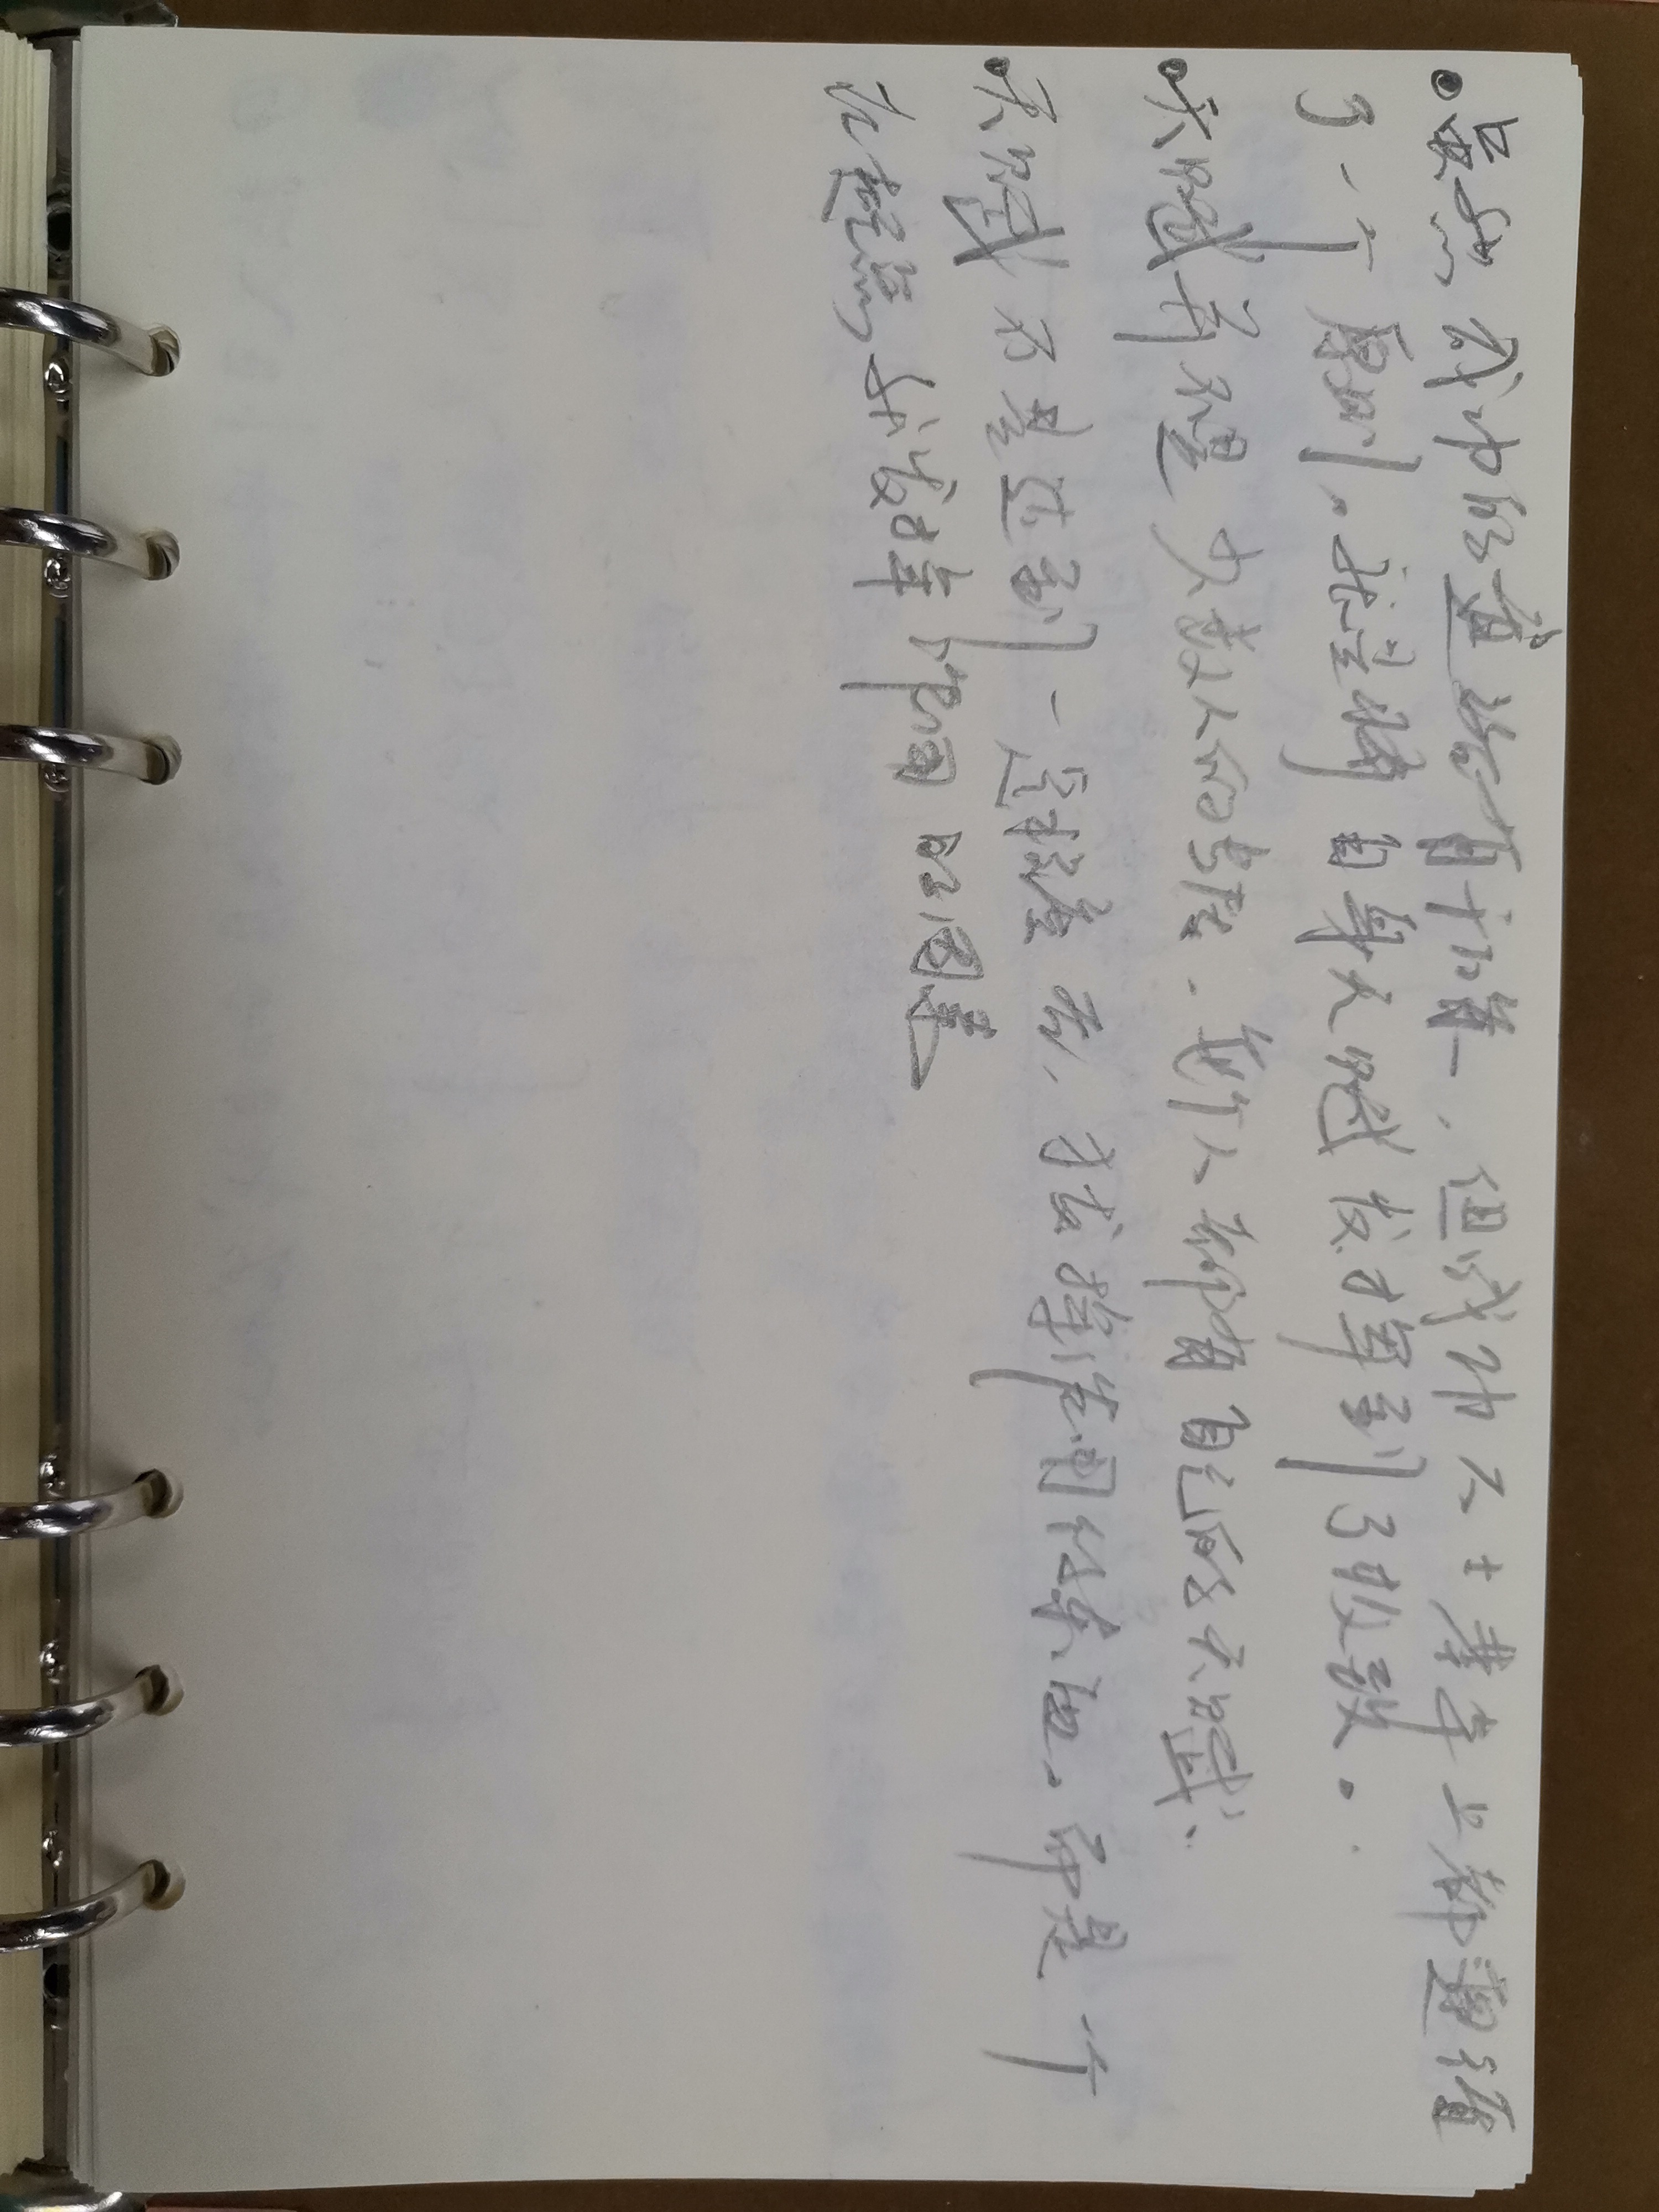 •虽然成功的道路有千万条，但成功人士基本上都遵循
了一个原则，就是将自身天赋发挥到了极致。
•天赋并不是少数人的专属，每个人都有自己的天赋。
•天赋不是达到一定程度后，才发挥作用的东西，而是一个
在起点就发挥作用的因素